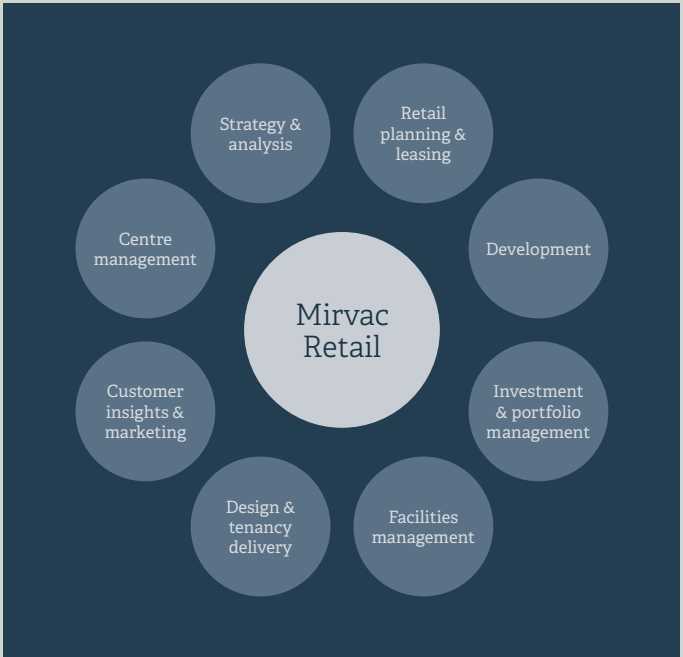 Strategy &
analysis
Retail
planning &
leasing
Centre
management
Development
Mirvac
Retail
Customer
insights &
marketing
Investment
& portfolio
management
Design &
tenancy
delivery
Facilities
management